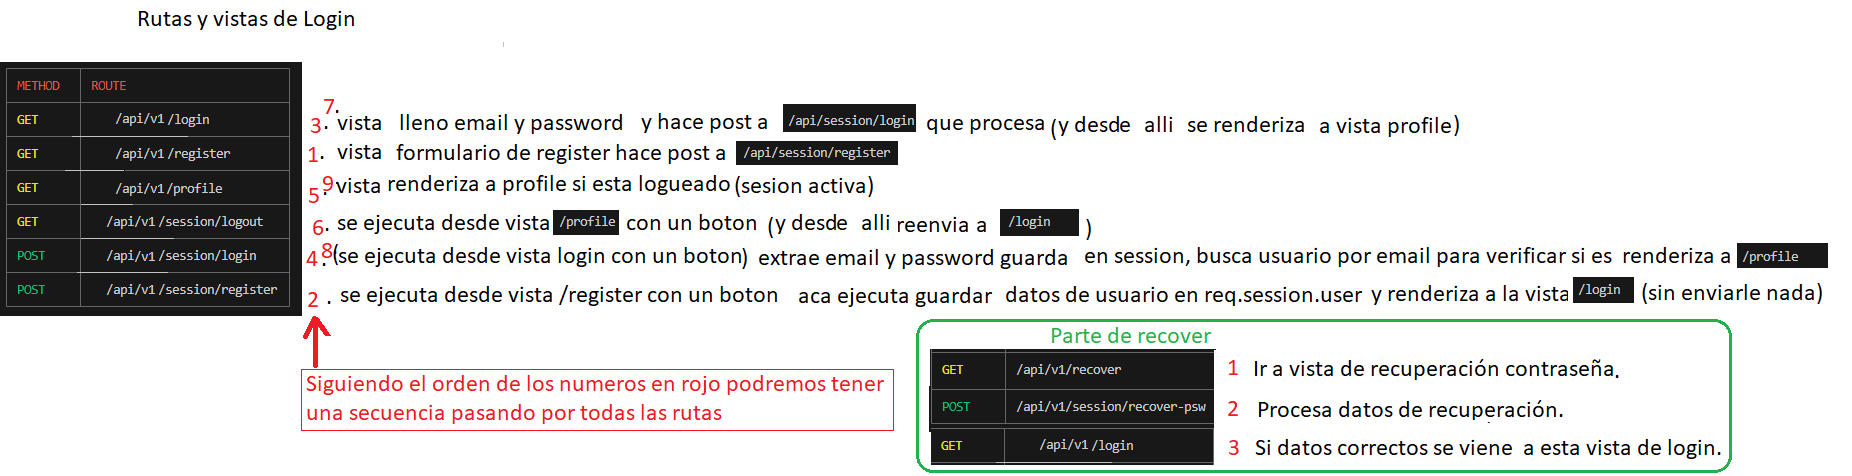 Rutas y vistas de Login
METHOD ROUTE
7.
GET /api/v1 /login 3. vista lleno email y password y hace post a /api/session/login que procesa (y desde alli se renderiza a vista profile)
GET /api/v1 /register 1. vista formulario de register hace post a /api/session/register
GET /api/v1 /profile 5.9 vista renderiza a profile si esta logueado (sesion activa)
GET /api/v1 /session/logout 6. se ejecuta desde vista /profile con un boton (y desde alli reenvia a /login )
POST /api/v1 /session/login 4.8 (se ejecuta desde vista login con un boton) extrae email y password guarda en session, busca usuario por email para verificar si es renderiza a /profile
POST /api/v1 /session/register 2 . se ejecuta desde vista /register con un boton aca ejecuta guardar datos de usuario en req.session.user y renderiza a la vista /login (sin enviarle nada)
Siguiendo el orden de los numeros en rojo podremos tener
una secuencia pasando por todas las rutas
Parte de recover
GET /api/v1/recover 1 Ir a vista de recuperación contraseña.
POST /api/v1/session/recover-psw 2 Procesa datos de recuperación.
GET /api/v1 /login 3 Si datos correctos se viene a esta vista de login.